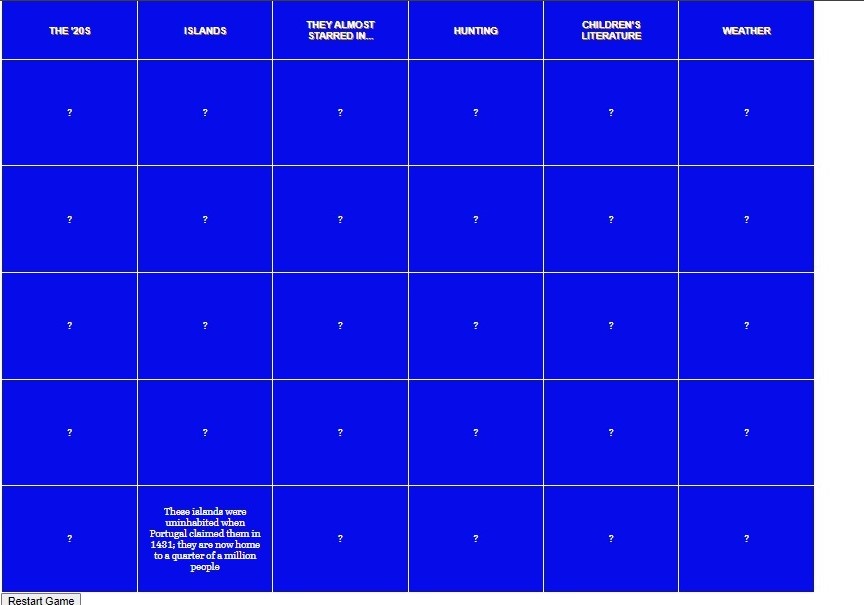 THE '20S
ISLANDS
THEY ALMOST
STARRED IN...
HUNTING
CHILDREN'S
LITERATURE
WEATHER
? ? ? ? ? ?
? ? ? ? ? ?
? ? ? ? ? ?
? ? ? ? ? ?
?
These islands were
uninhabited when
Portugal claimed them in
1431; they are now home
to a quarter of a million
people
? ? ? ?
Restart Game